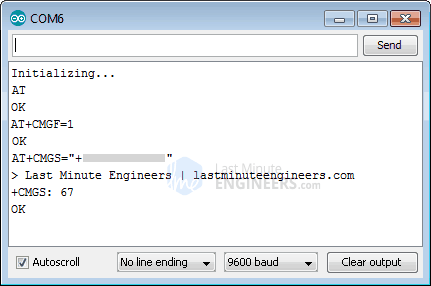 COM6
Send
Initializing...
AT
OK
AT+CMGF=1
OK
AT+CMGS="+ "
> Last Minute Engineers | lastminuteengineers.com
+CMGS: 67
OK
Last Minute
ENGINEERS.com
Autoscroll
No line ending
9600 baud
Clear output